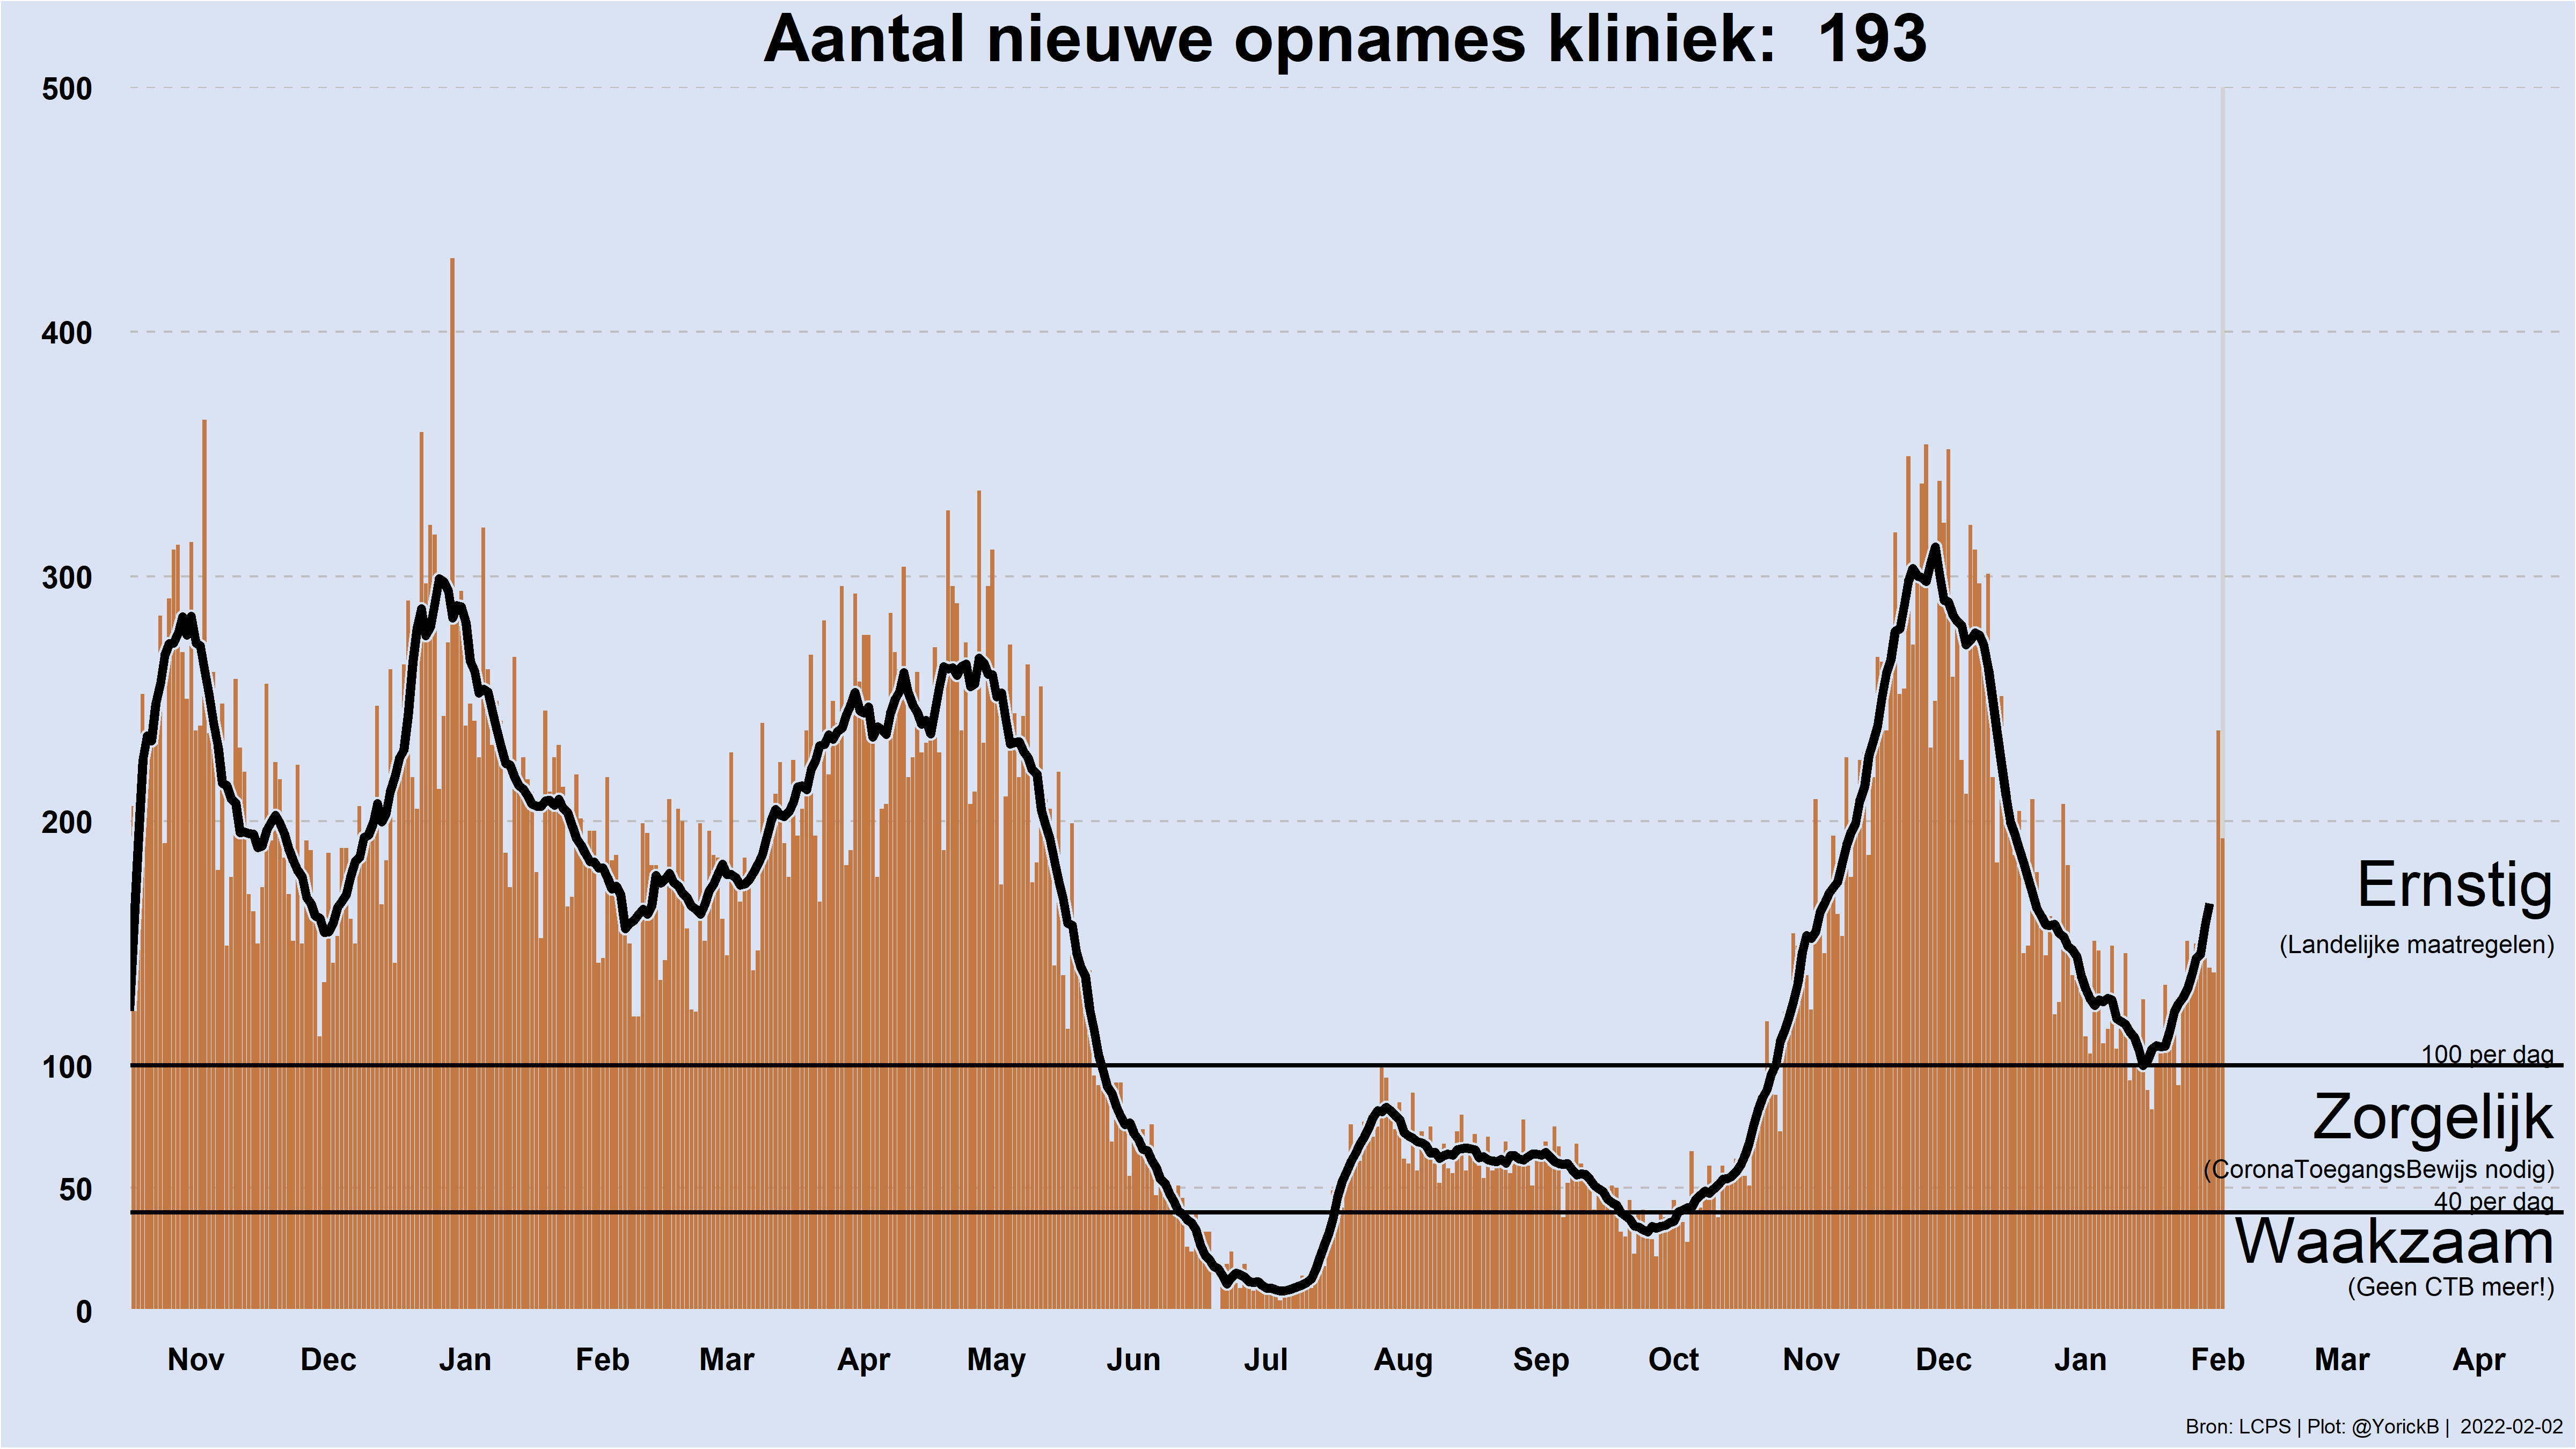 Aantal nieuwe opnames kliniek:  193
500
400
300
200
100
50
0
Ernstig
(Landelijke maatregelen)
100 per dag
Zorgelijk
(CoronaToegangsBewijs nodig)
40 per dag
Waakzaam
(Geen CTB meer!)
Nov Dec Jan Feb Mar Apr May Jun Jul Aug Sep Oct Nov Dec Jan Feb Mar Apr
Bron: LCPS | Plot: @YorickB |  2022-02-02